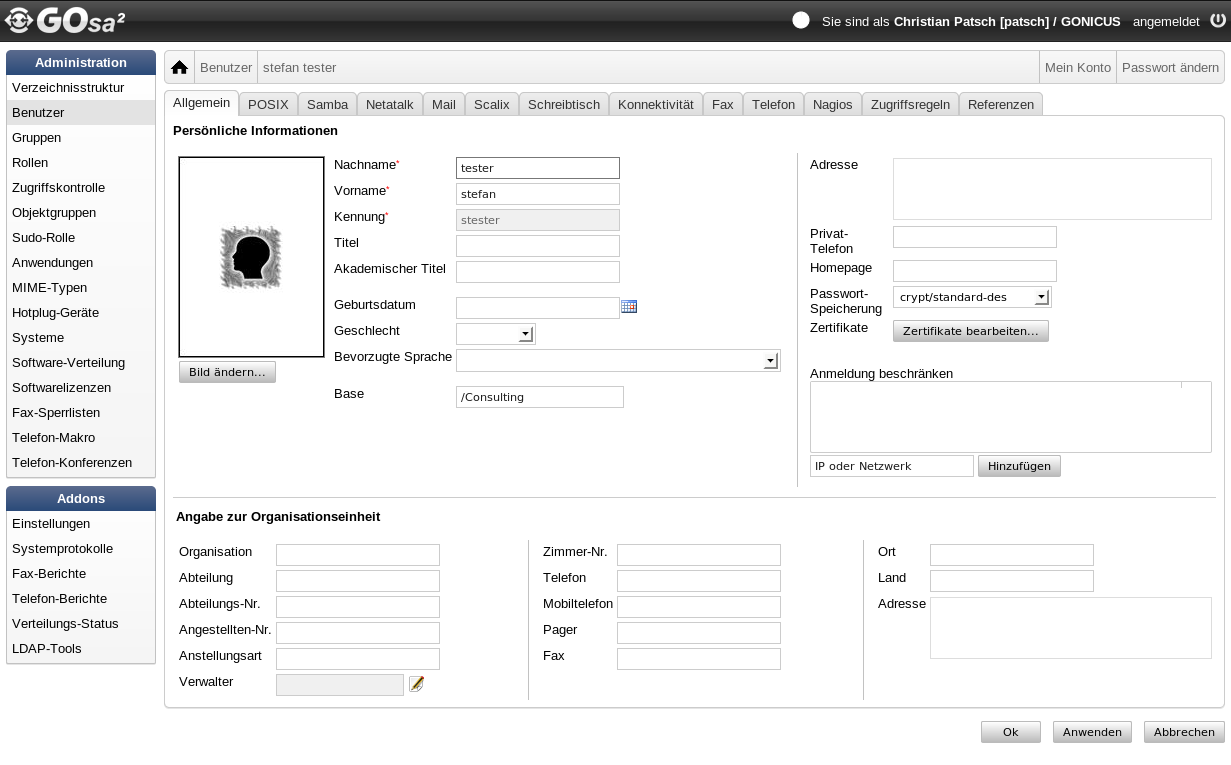 GOsa²
Sie sind als Christian Patsch [patsch] / GONICUS angemeldet
Administration
Verzeichnisstruktur
Benutzer
Gruppen
Rollen
Zugriffskontrolle
Objektgruppen
Sudo-Rolle
Anwendungen
MIME-Typen
Hotplug-Geräte
Systeme
Software-Verteilung
Softwarelizenzen
Fax-Sperrlisten
Telefon-Makro
Telefon-Konferenzen
Addons
Einstellungen
Systemprotokolle
Fax-Berichte
Telefon-Berichte
Verteilungs-Status
LDAP-Tools
Benutzer stefan tester Mein Konto Passwort ändern
Allgemein POSIX Samba Netatalk Mail Scalix Schreibtisch Konnektivität Fax Telefon Nagios Zugriffsregeln Referenzen
Persönliche Informationen
Bild ändern...
Nachname* tester
Vorname* stefan
Kennung* stester
Titel
Akademischer Titel
Geburtsdatum
Geschlecht
Bevorzugte Sprache
Base /Consulting
Adresse
Privat-
Telefon
Homepage
Passwort-
Speicherung crypt/standard-des
Zertifikate Zertifikate bearbeiten...
Anmeldung beschränken
IP oder Netzwerk Hinzufügen
Angabe zur Organisationseinheit
Organisation
Abteilung
Abteilungs-Nr.
Angestellten-Nr.
Anstellungsart
Verwalter
Zimmer-Nr.
Telefon
Mobiltelefon
Pager
Fax
Ort
Land
Adresse
Ok Anwenden Abbrechen